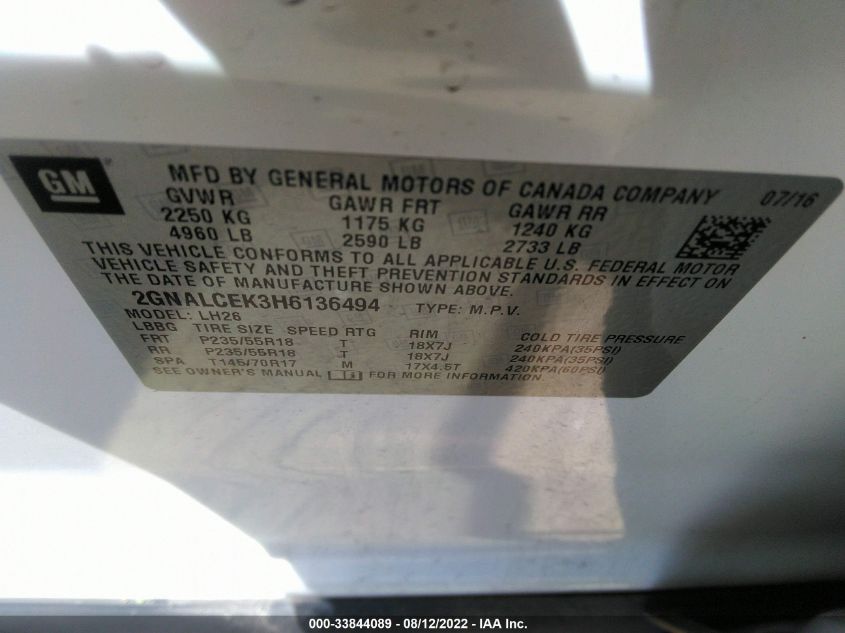 GM
MFD BY GENERAL MOTORS OF CANADA COMPANY 07/16
GVWR GAWR FRT GAWR RR
2250 KG 1175 KG 1240 KG
4960 LB 2590 LB 2733 LB
THIS VEHICLE CONFORMS TO ALL APPLICABLE U.S. FEDERAL MOTOR
VEHICLE SAFETY AND THEFT PREVENTION STANDARDS IN EFFECT ON
THE DATE OF MANUFACTURE SHOWN ABOVE.
2GNALCEK3H6136494 TYPE: M.P.V.
MODEL: LH26
LBBG TIRE SIZE SPEED RTG RIM COLD TIRE PRESSURE
FRT P235/55R18 T 18X7J 240KPA(35PSI)
RR P235/55R18 T 18X7J 240KPA(35PSI)
SPA T145/70R17 M 17X4.5T 420KPA(60PSI)
SEE OWNER'S MANUAL FOR MORE INFORMATION.
000-33844089 - 08/12/2022 - IAA Inc.